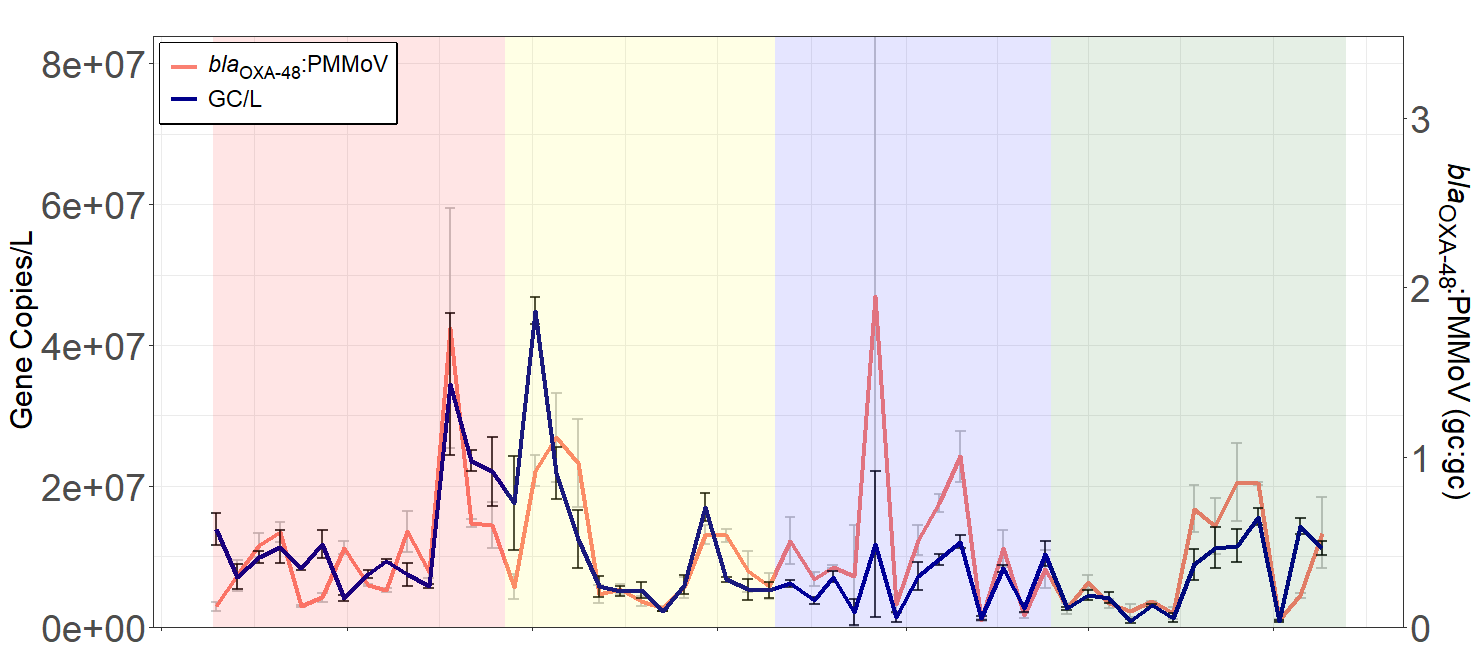 blaOXA-48:PMMoV
GC/L
Gene Copies/L
8e+07
6e+07
4e+07
2e+07
0e+00
3
2
1
0
blaOXA-48:PMMoV (gc:gc)